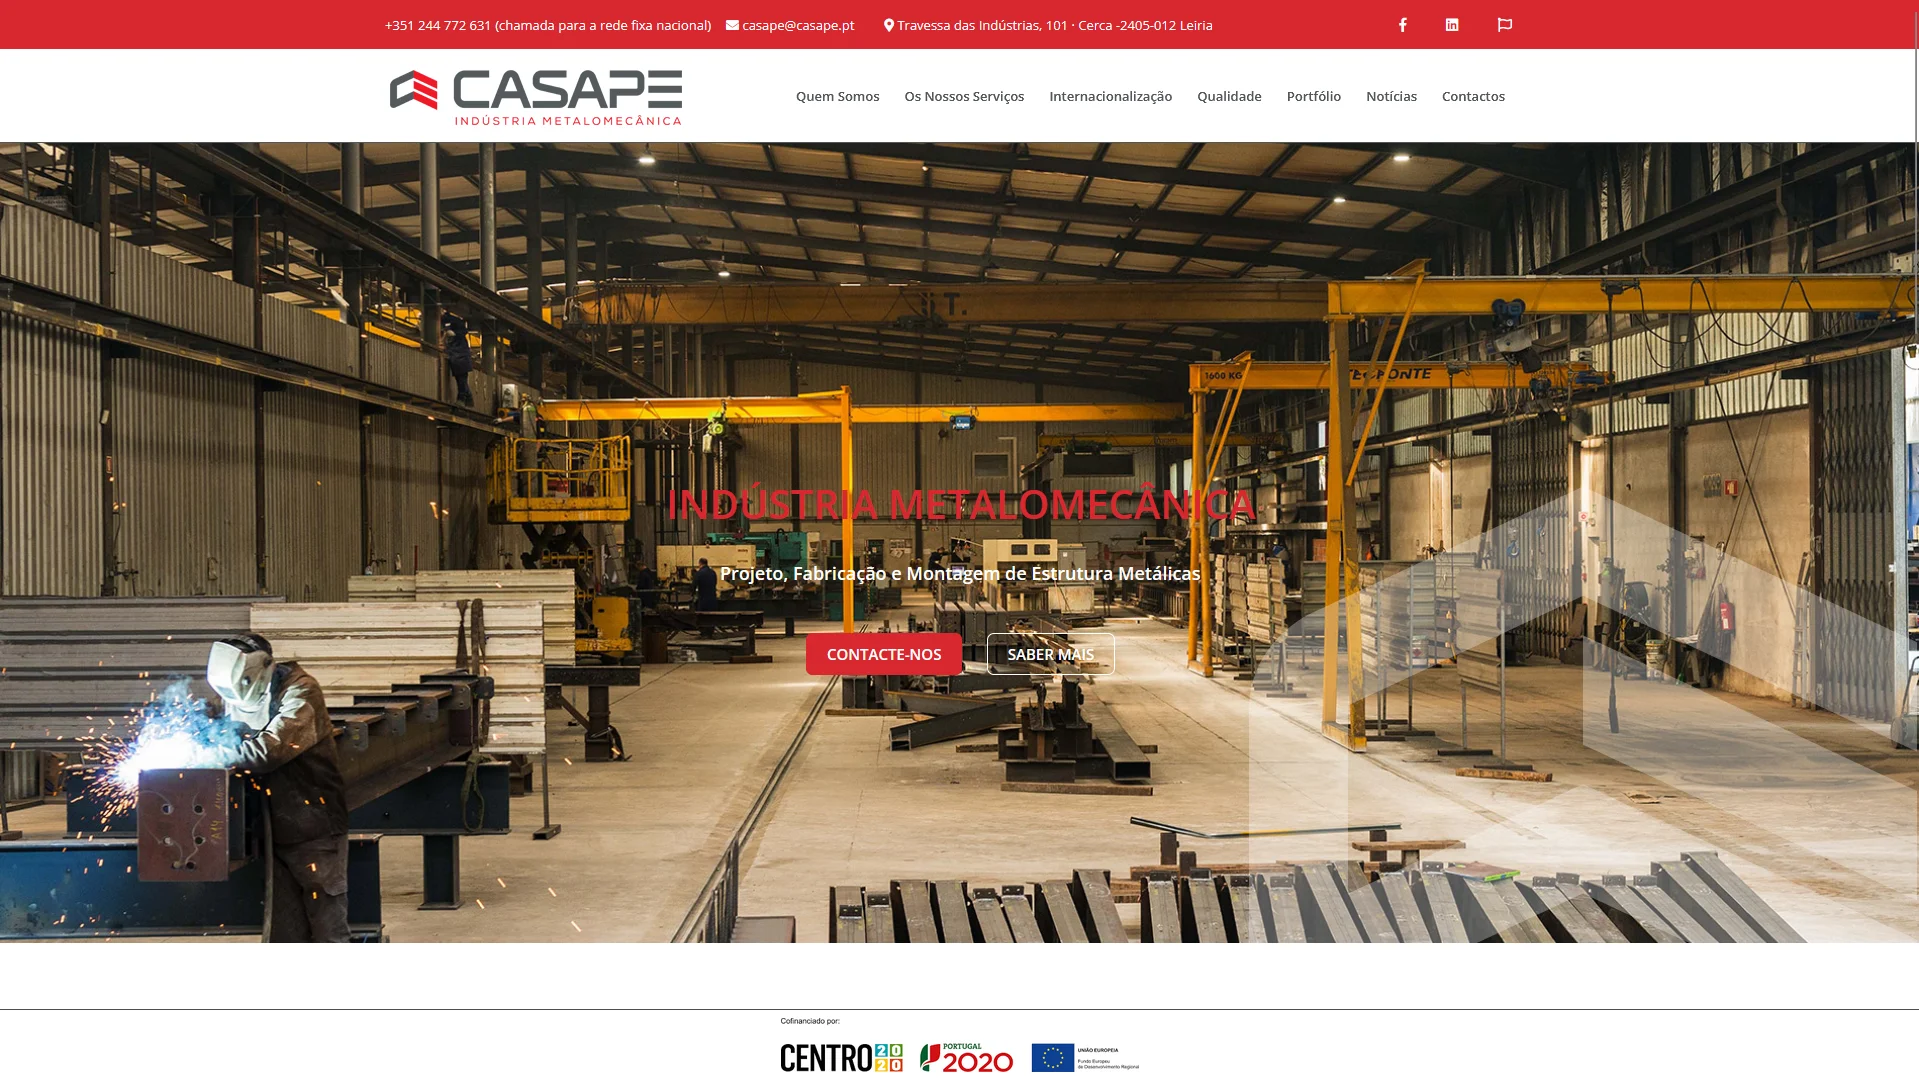 +351 244 772 631 (chamada para a rede fixa nacional) casape@casape.pt Travessa das Indústrias, 101 · Cerca -2405-012 Leiria
CASAPE
INDÚSTRIA METALOMECÂNICA
Quem Somos Os Nossos Serviços Internacionalização Qualidade Portfólio Notícias Contactos
T.
1600 KG
TECPONTE
INDÚSTRIA METALOMECÂNICA
Projeto, Fabricação e Montagem de Estrutura Metálicas
CONTACTE-NOS SABER MAIS
Cofinanciado por:
CENTRO 2020
PORTUGAL
2020
UNIÃO EUROPEIA
Fundo Europeu
de Desenvolvimento Regional